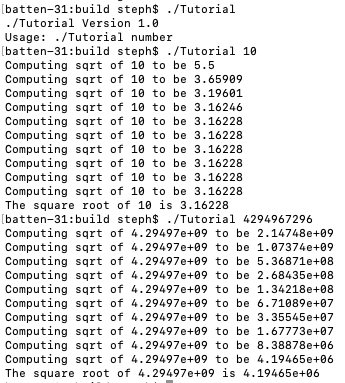 [batten-31:build steph$ ./Tutorial
./Tutorial Version 1.0
Usage: ./Tutorial number
[batten-31:build steph$ ./Tutorial 10
Computing sqrt of 10 to be 5.5
Computing sqrt of 10 to be 3.65909
Computing sqrt of 10 to be 3.19601
Computing sqrt of 10 to be 3.16246
Computing sqrt of 10 to be 3.16228
Computing sqrt of 10 to be 3.16228
Computing sqrt of 10 to be 3.16228
Computing sqrt of 10 to be 3.16228
Computing sqrt of 10 to be 3.16228
Computing sqrt of 10 to be 3.16228
The square root of 10 is 3.16228
[batten-31:build steph$ ./Tutorial 4294967296
Computing sqrt of 4.29497e+09 to be 2.14748e+09
Computing sqrt of 4.29497e+09 to be 1.07374e+09
Computing sqrt of 4.29497e+09 to be 5.36871e+08
Computing sqrt of 4.29497e+09 to be 2.68435e+08
Computing sqrt of 4.29497e+09 to be 1.34218e+08
Computing sqrt of 4.29497e+09 to be 6.71089e+07
Computing sqrt of 4.29497e+09 to be 3.35545e+07
Computing sqrt of 4.29497e+09 to be 1.67773e+07
Computing sqrt of 4.29497e+09 to be 8.38878e+06
Computing sqrt of 4.29497e+09 to be 4.19465e+06
The square root of 4.29497e+09 is 4.19465e+06